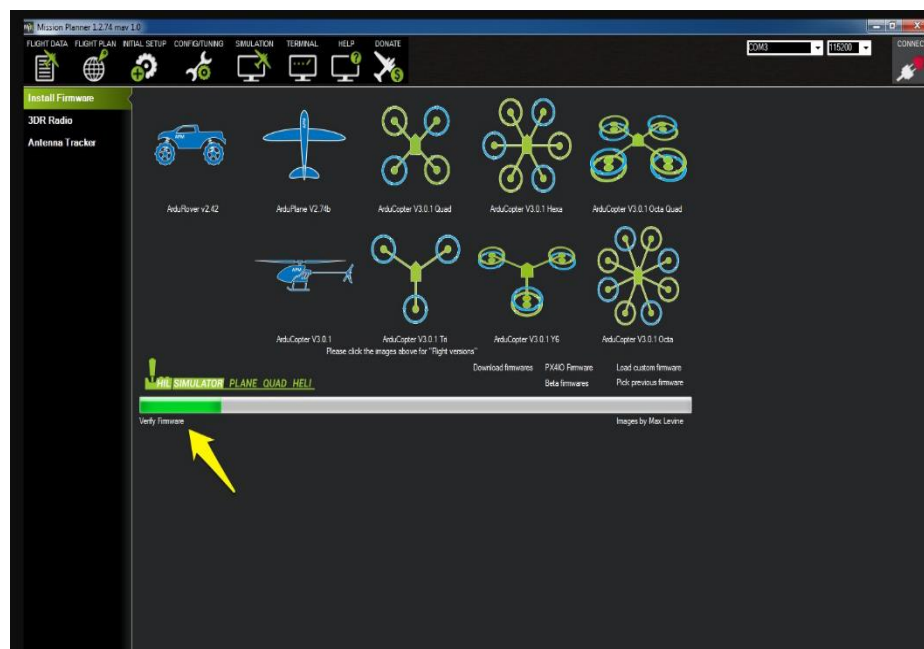 Mission Planner 1.2.74 mav 1.0
FLIGHT DATA FLIGHT PLAN INITIAL SETUP CONFIG/TUNING SIMULATION TERMINAL HELP DONATE
COM3 115200 CONNEC
Install Firmware
3DR Radio
Antenna Tracker
APM
ArduRover v2.42 ArduPlane V2.74b ArduCopter V3.0.1 Quad ArduCopter V3.0.1 Hexa ArduCopter V3.0.1 Octa Quad
APM
ArduCopter V3.0.1 ArduCopter V3.0.1 Tri ArduCopter V3.0.1 Y6 ArduCopter V3.0.1 Octa
Please click the images above for "Flight versions"
Download firmwares PX4IO Firmware Load custom firmware
Beta firmwares Pick previous firmware
HIL SIMULATOR PLANE QUAD HELI
Verify Firmware Images by Max Levine